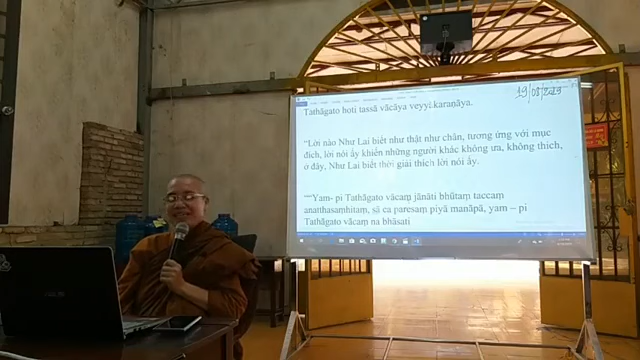 19/08/2019
Tathāgato hoti tassā vācāya veyyākaraṇāya.
"Lời nào Như Lai biết như thật như chân, tương ứng với mục
đích, lời nói ấy khiến những người khác không ưa, không thích,
ở đây, Như Lai biết thời giải thích lời nói ấy.
Yam- pi Tathāgato vācaṃ jānāti bhūtaṃ taccaṃ
anatthasaṃhitaṃ, sā ca paresaṃ piyā manāpā, yam – pi
Tathāgato vācaṃ na bhāsati
ASUS